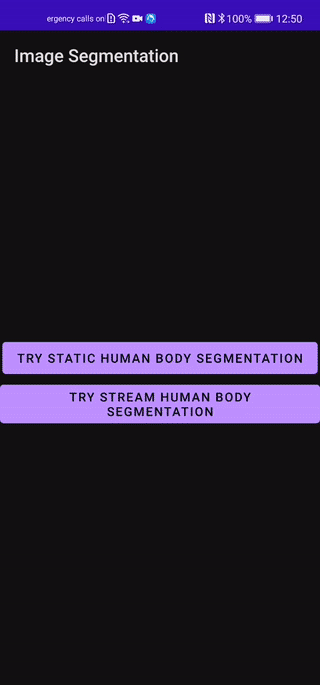 ergency calls on
100% 12:50
Image Segmentation
TRY STATIC HUMAN BODY SEGMENTATION
TRY STREAM HUMAN BODY
SEGMENTATION